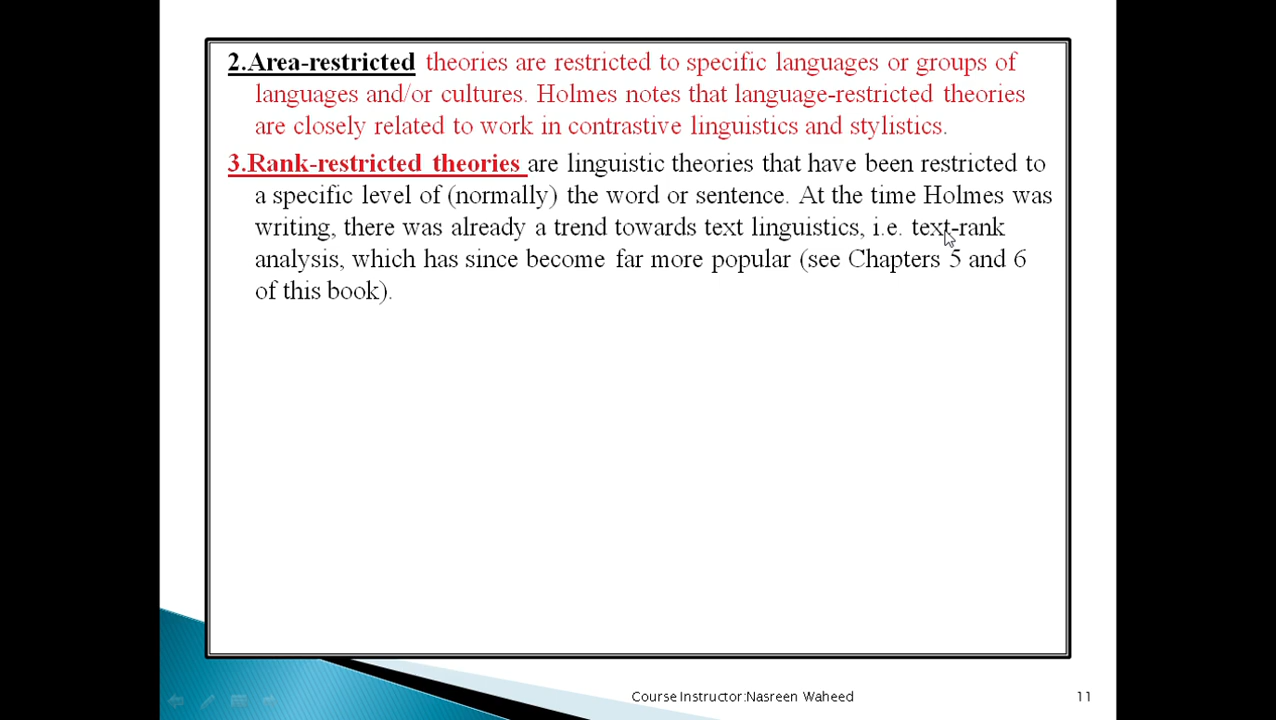 2.Area-restricted theories are restricted to specific languages or groups of
languages and/or cultures. Holmes notes that language-restricted theories
are closely related to work in contrastive linguistics and stylistics.
3.Rank-restricted theories are linguistic theories that have been restricted to
a specific level of (normally) the word or sentence. At the time Holmes was
writing, there was already a trend towards text linguistics, i.e. text-rank
analysis, which has since become far more popular (see Chapters 5 and 6
of this book).
Course Instructor:Nasreen Waheed
11